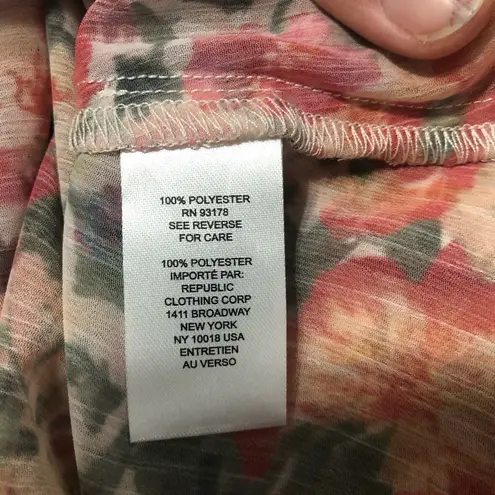 100% POLYESTER
RN 93178
SEE REVERSE
FOR CARE
100% POLYESTER
IMPORTÉ PAR:
REPUBLIC
CLOTHING CORP
1411 BROADWAY
NEW YORK
NY 10018 USA
ENTRETIEN
AU VERSO